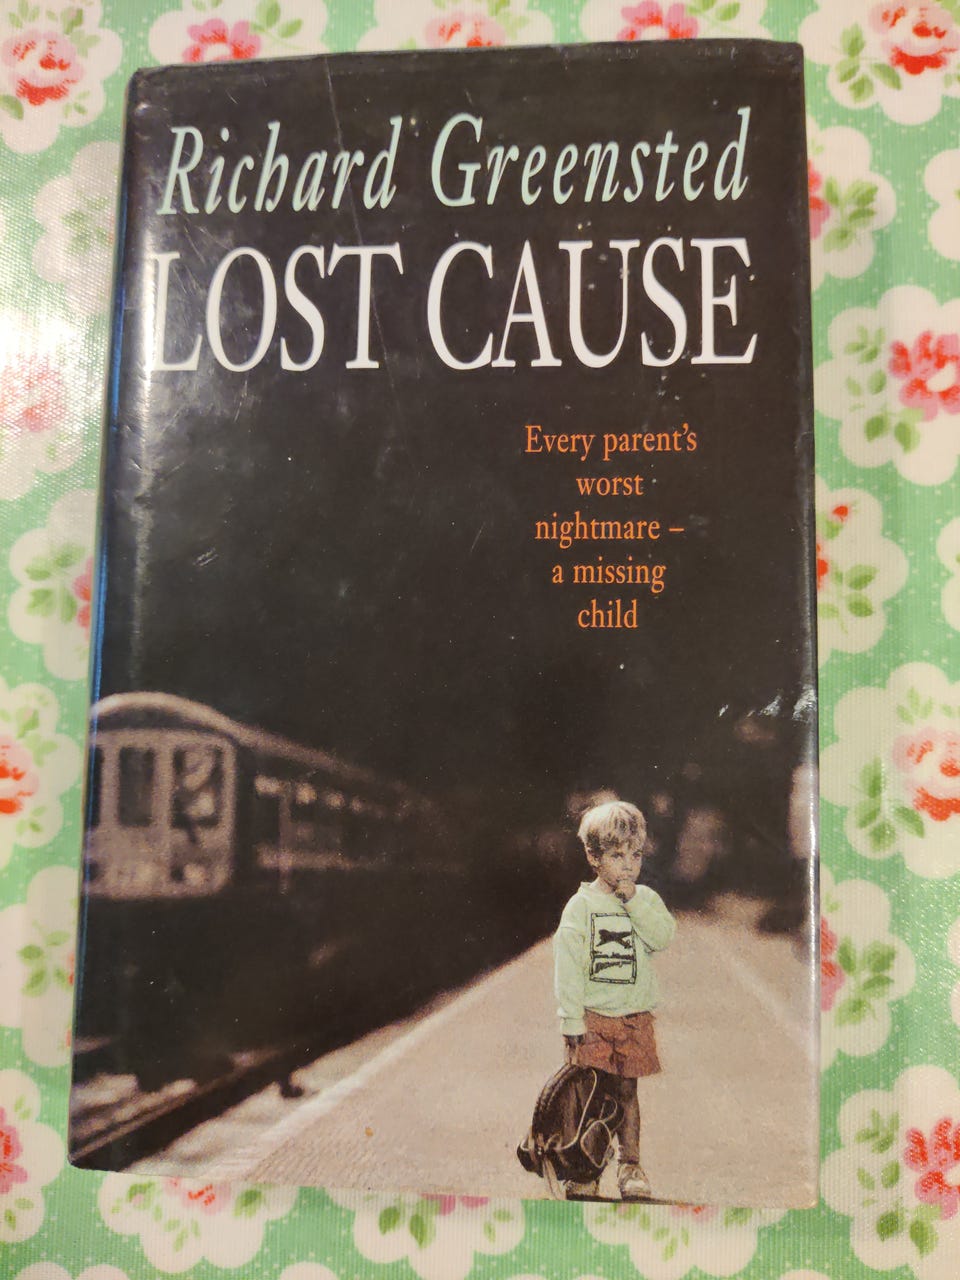 Richard Greensted
LOST CAUSE
Every parent's
worst
nightmare –
a missing
child